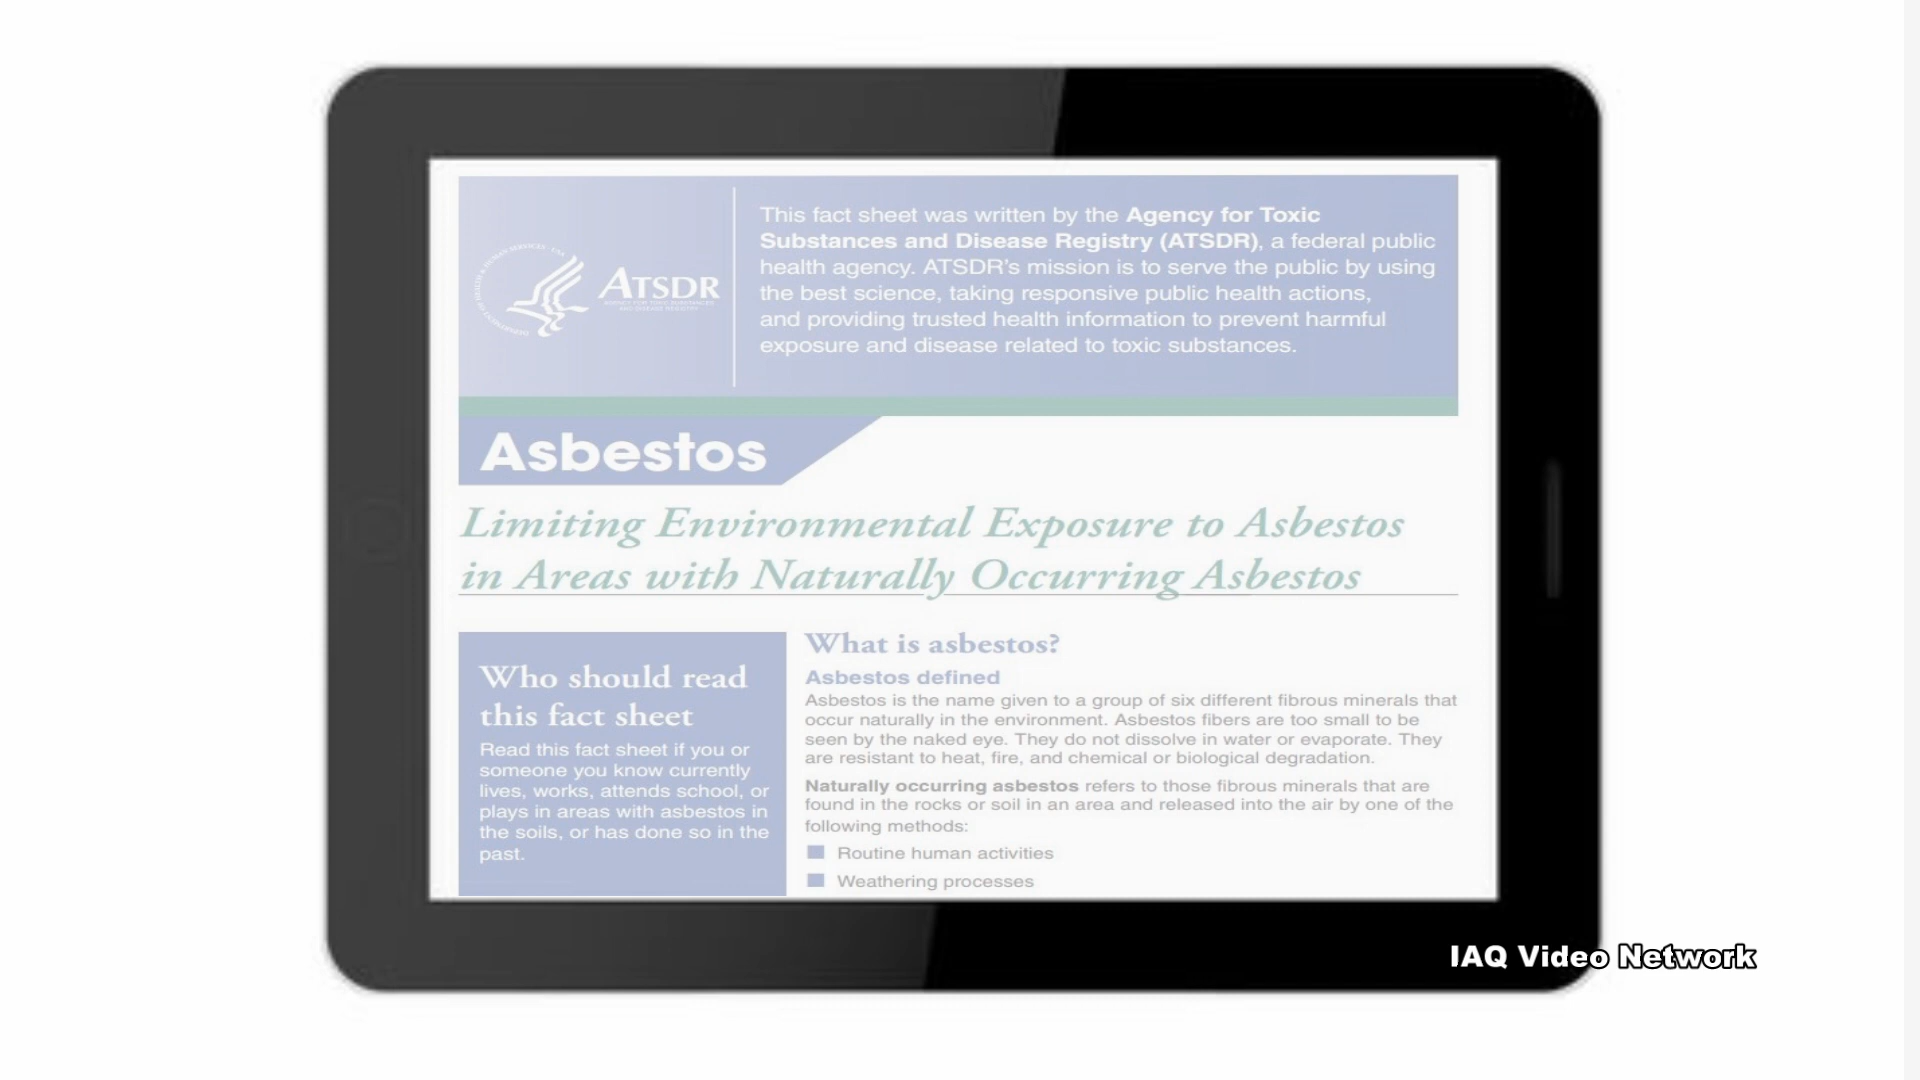 This fact sheet was written by the Agency for Toxic
Substances and Disease Registry (ATSDR), a federal public
health agency. ATSDR's mission is to serve the public by using
the best science, taking responsive public health actions,
and providing trusted health information to prevent harmful
exposure and disease related to toxic substances.
ATSDR
Asbestos
Limiting Environmental Exposure to Asbestos
in Areas with Naturally Occurring Asbestos
Who should read
this fact sheet
Read this fact sheet if you or
someone you know currently
lives, works, attends school, or
plays in areas with asbestos in
the soils, or has done so in the
past.
What is asbestos?
Asbestos defined
Asbestos is the name given to a group of six different fibrous minerals that
occur naturally in the environment. Asbestos fibers are too small to be
seen by the naked eye. They do not dissolve in water or evaporate. They
are resistant to heat, fire, and chemical or biological degradation.
Naturally occurring asbestos refers to those fibrous minerals that are
found in the rocks or soil in an area and released into the air by one of the
following methods:
Routine human activities
Weathering processes
IAQ Video Network